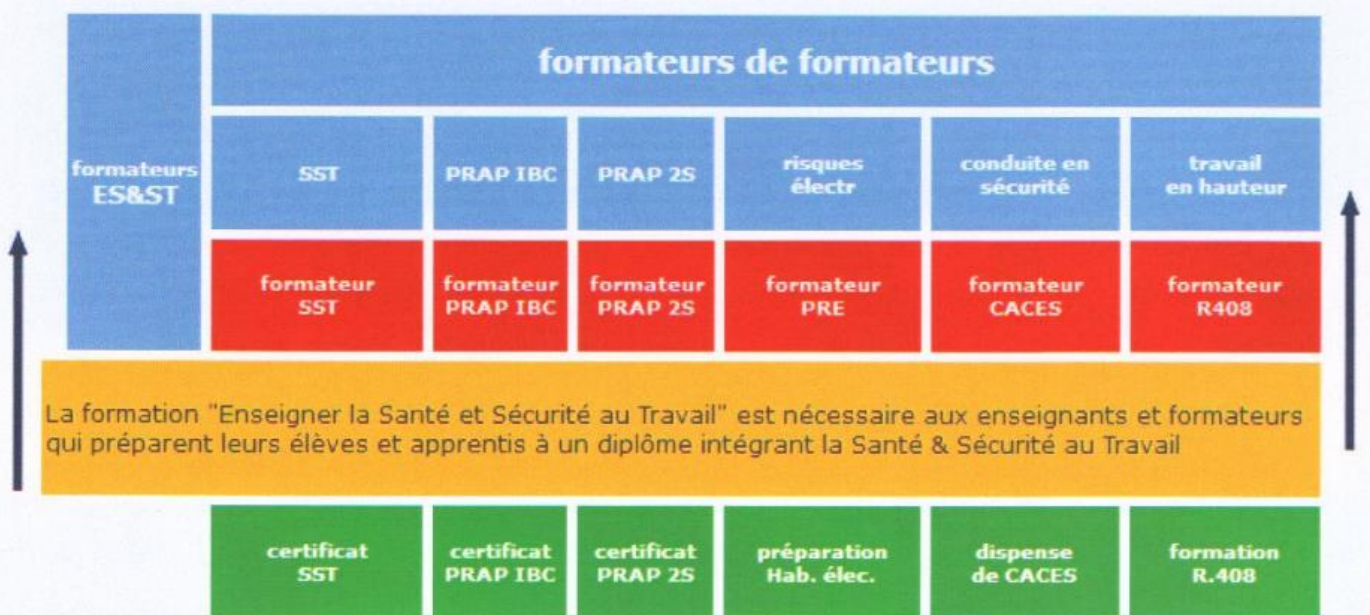 formateurs de formateurs
formateurs
ES&ST
SST
PRAP IBC
PRAP 2S
risques
électr
conduite en
sécurité
travail
en hauteur
formateur
SST
formateur
PRAP IBC
formateur
PRAP 2S
formateur
PRE
formateur
CACES
formateur
R408
La formation "Enseigner la Santé et Sécurité au Travail" est nécessaire aux enseignants et formateurs
qui préparent leurs élèves et apprentis à un diplôme intégrant la Santé & Sécurité au Travail
certificat
SST
certificat
PRAP IBC
certificat
PRAP 2S
préparation
Hab. élec.
dispense
de CACES
formation
R.408